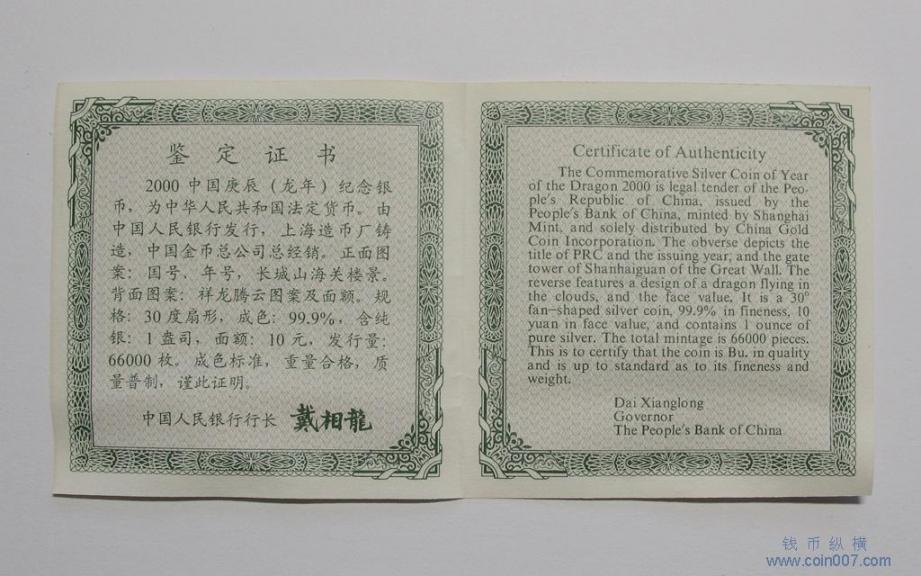 鉴定证书
2000 中国庚辰（龙年）纪念银
币，为中华人民共和国法定货币。由
中国人民银行发行，上海造币厂铸
造，中国金币总公司总经销。正面图
案：国号、年号，长城山海关楼景。
背面图案：祥龙腾云图案及面额。规
格：30度扇形，成色：99.9%，含纯
银：1盎司，面额：10元，发行量：
66000枚。成色标准，重量合格，质
量普制，谨此证明。
中国人民银行行长 戴相龍
Certificate of Authenticity
The Commemorative Silver Coin of Year
of the Dragon 2000 is legal tender of the Peo-
ple's Republic of China, issued by the
People's Bank of China, minted by Shanghai
Mint, and solely distributed by China Gold
Coin Incorporation. The obverse depicts the
title of PRC and the issuing year, and the gate
tower of Shanhaiguan of the Great Wall. The
reverse features a design of a dragon flying in
the clouds, and the face value. It is a 30°
fan-shaped silver coin, 99.9% in fineness, 10
yuan in face value, and contains 1 ounce of
pure silver. The total mintage is 66000 pieces.
This is to certify that the coin is Bu. in quality
and is up to standard as to its fineness and
weight.
Dai Xianglong
Governor
The People's Bank of China
钱币纵横
www.coin007.com